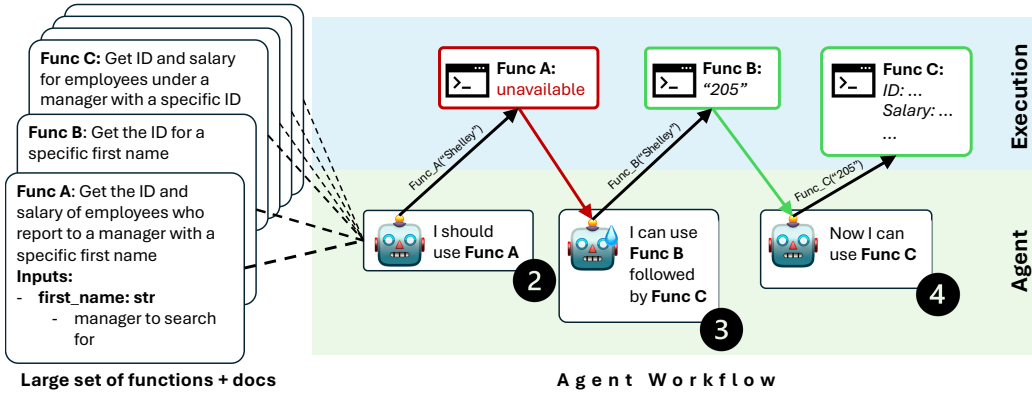 Func C: Get ID and salary
for employees under a
manager with a specific ID
Func B: Get the ID for a
specific first name
Func A: Get the ID and
salary of employees who
report to a manager with a
specific first name
Inputs:
- first_name: str
- manager to search
for
Large set of functions + docs
Func A:
unavailable
Func B:
“205”
Func C:
ID: ...
Salary: ...
...
Execution
Func_A(“Shelley”)
Func_B(“Shelley”)
Func_C(“205”)
I should
use Func A
2
I can use
Func B
followed
by Func C
3
Now I can
use Func C
4
Agent
Agent Workflow